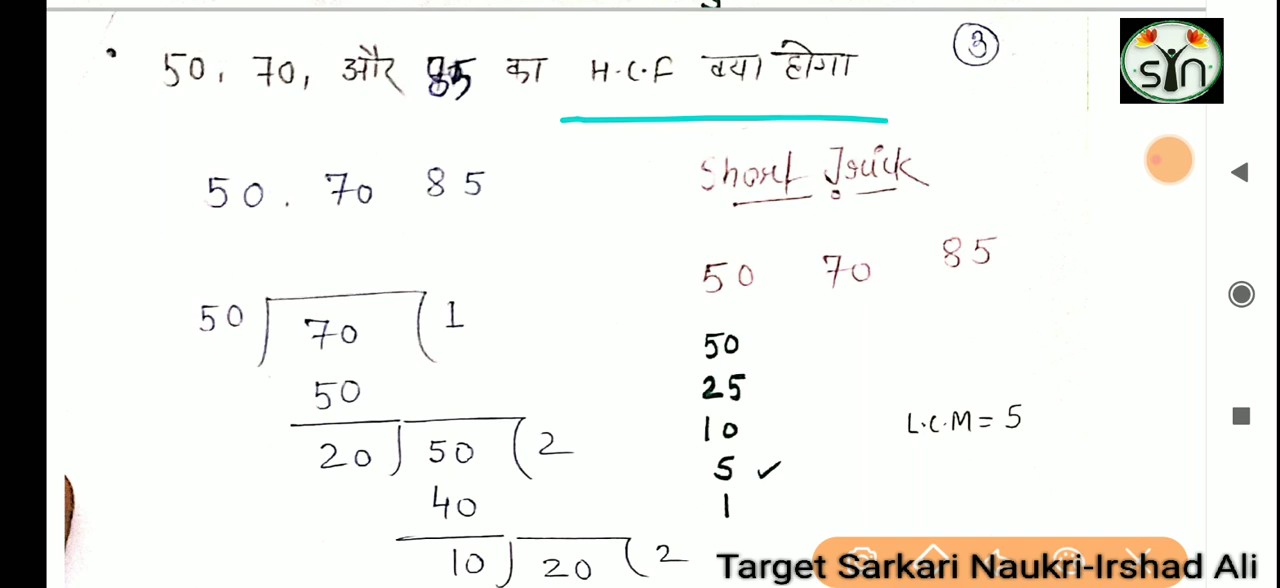 50, 70, और 85 का H.C.F क्या होगा
3
SYN
50. 70 85
Short Trick
50 70 85
50 70 1
50
20 50 2
40
10 20 2
50
25
10
5 ✓
1
L.C.M = 5
Target Sarkari Naukri-Irshad Ali